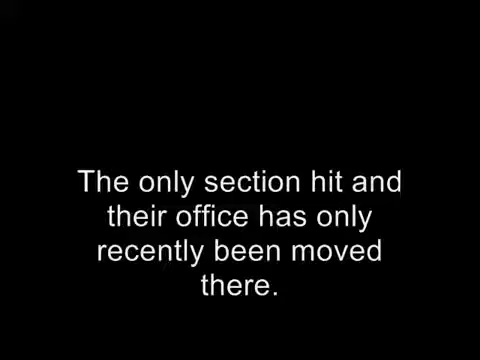 The only section hit and
their office has only
recently been moved
there.